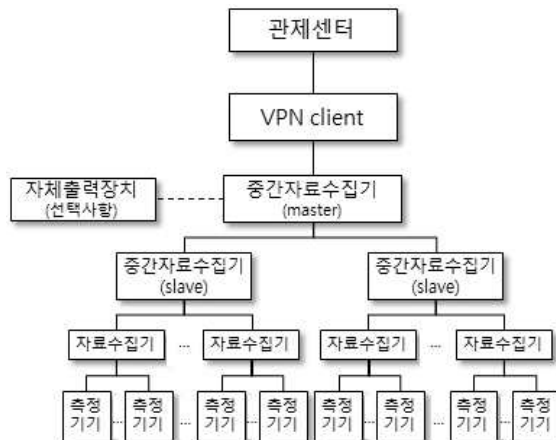 관제센터
VPN client
자체출력장치
(선택사항)
중간자료수집기
(master)
중간자료수집기
(slave)
중간자료수집기
(slave)
자료수집기 ... 자료수집기 자료수집기 ... 자료수집기
측정
기기
...
측정
기기
...
측정
기기
...
측정
기기
측정
기기
...
측정
기기
...
측정
기기
...
측정
기기